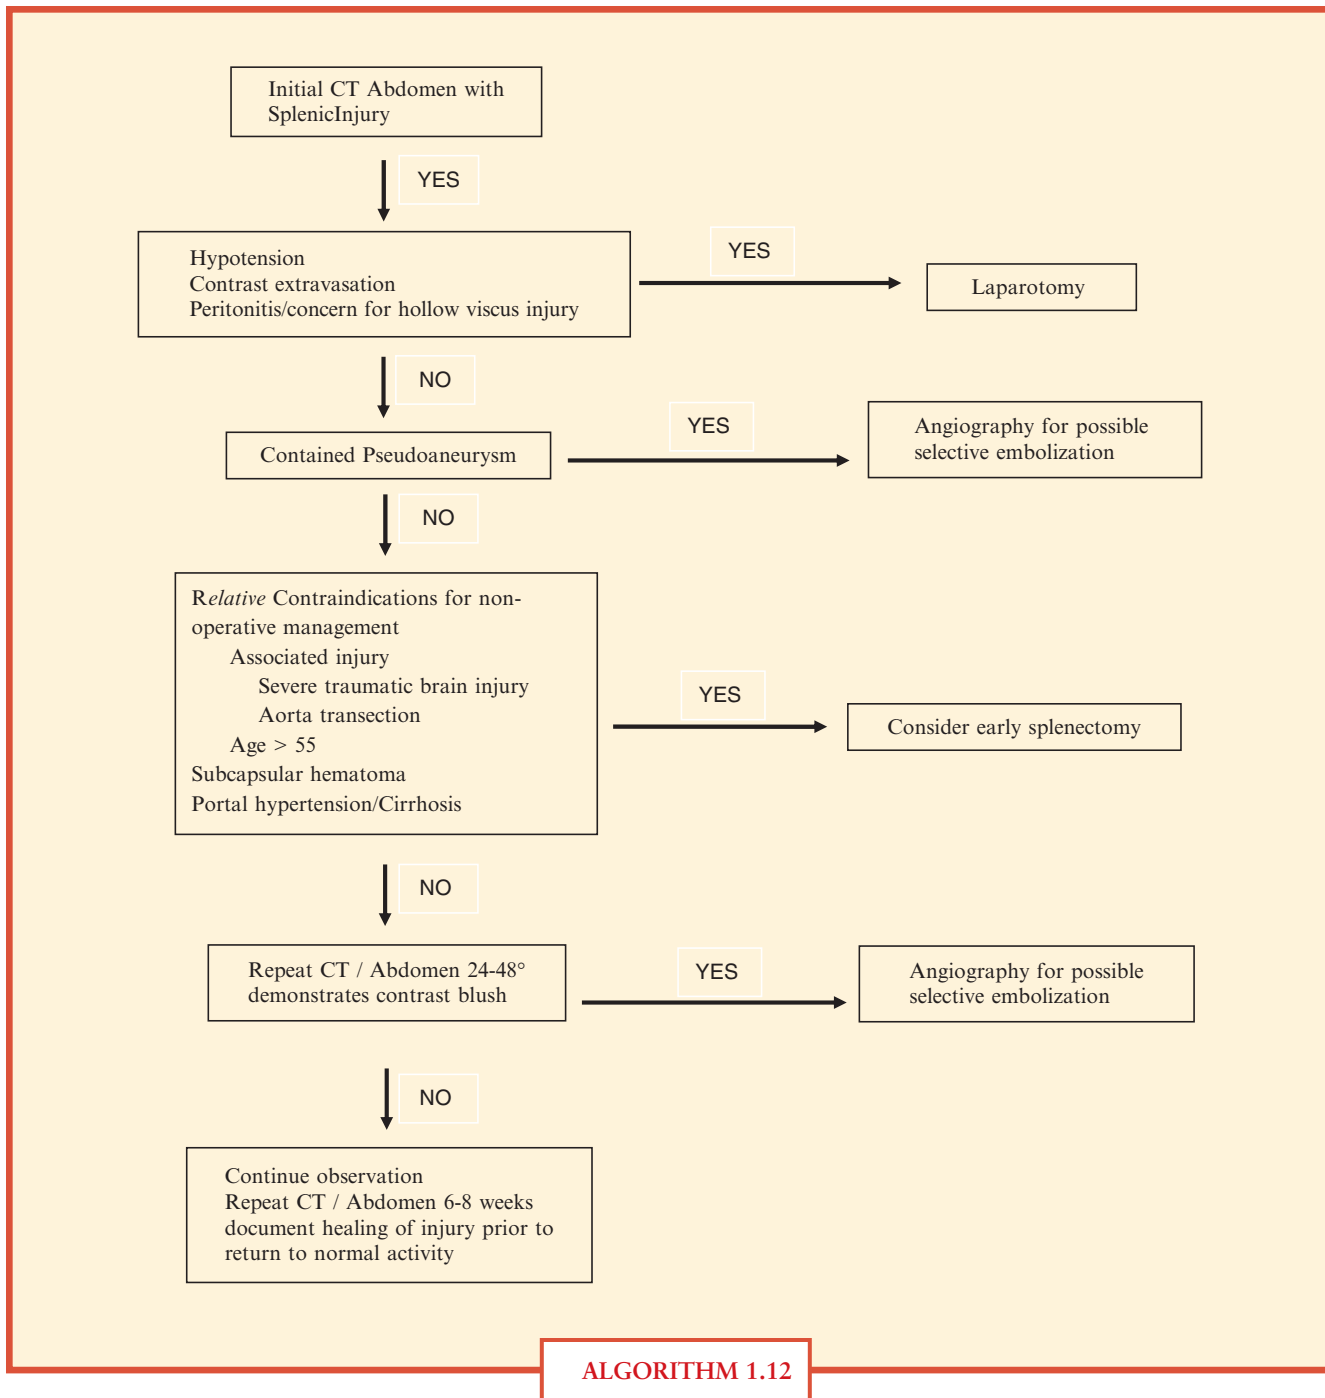 Initial CT Abdomen with
SplenicInjury
YES
Hypotension
Contrast extravasation
Peritonitis/concern for hollow viscus injury
YES
Laparotomy
NO
Contained Pseudoaneurysm
YES
Angiography for possible
selective embolization
NO
Relative Contraindications for non-
operative management
Associated injury
Severe traumatic brain injury
Aorta transection
Age > 55
Subcapsular hematoma
Portal hypertension/Cirrhosis
YES
Consider early splenectomy
NO
Repeat CT / Abdomen 24-48°
demonstrates contrast blush
YES
Angiography for possible
selective embolization
NO
Continue observation
Repeat CT / Abdomen 6-8 weeks
document healing of injury prior to
return to normal activity
ALGORITHM 1.12